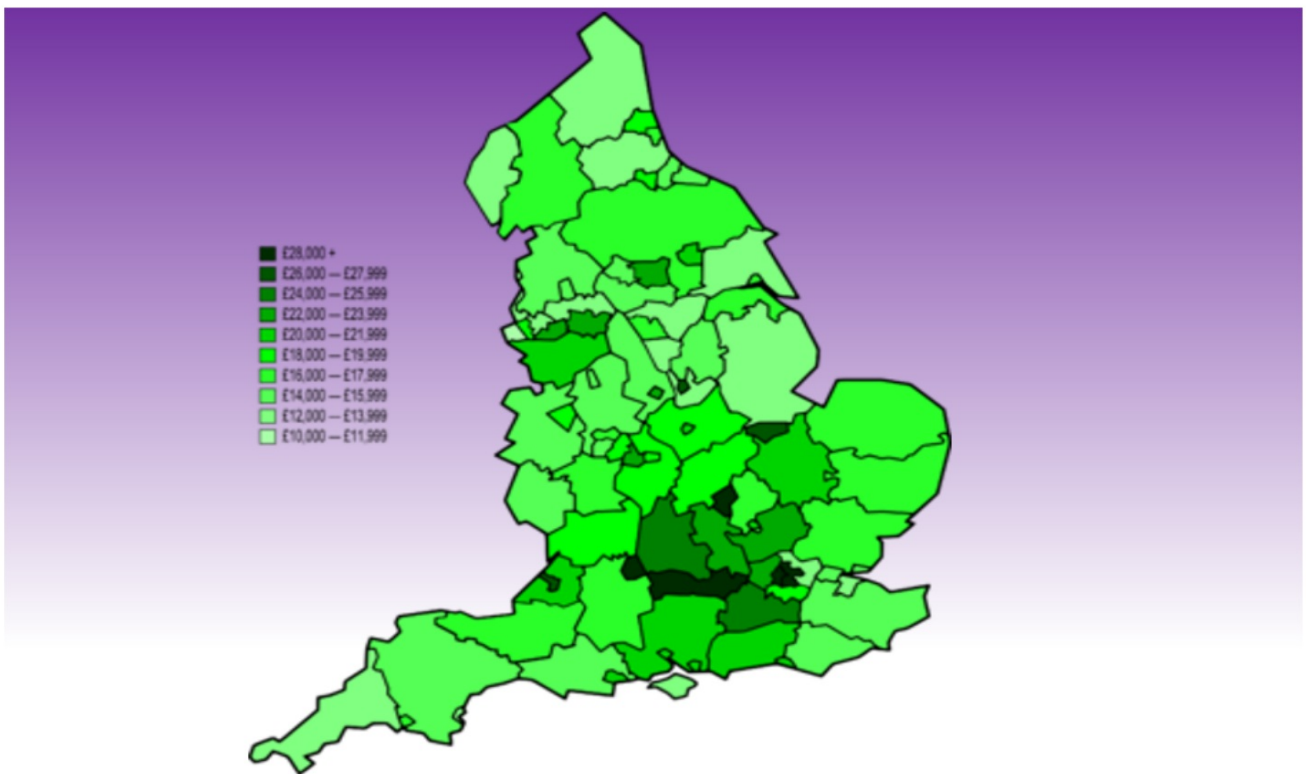 £28,000 +
£26,000 — £27,999
£24,000 — £25,999
£22,000 — £23,999
£20,000 — £21,999
£18,000 — £19,999
£16,000 — £17,999
£14,000 — £15,999
£12,000 — £13,999
£10,000 — £11,999